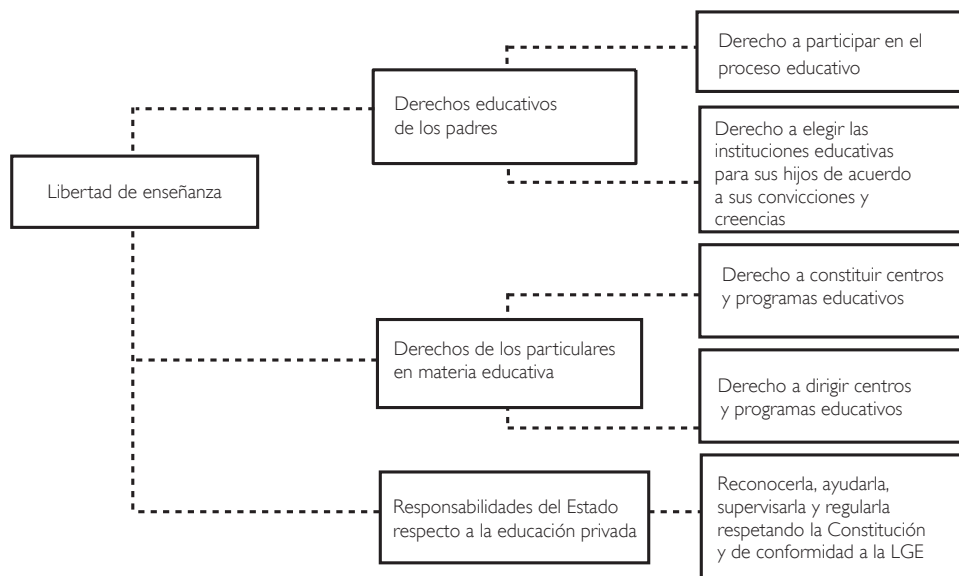 Libertad de enseñanza
Derechos educativos
de los padres
Derecho a participar en el
proceso educativo
Derecho a elegir las
instituciones educativas
para sus hijos de acuerdo
a sus convicciones y
creencias
Derechos de los particulares
en materia educativa
Derecho a constituir centros
y programas educativos
Derecho a dirigir centros
y programas educativos
Responsabilidades del Estado
respecto a la educación privada
Reconocerla, ayudarla,
supervisarla y regularla
respetando la Constitución
y de conformidad a la LGE